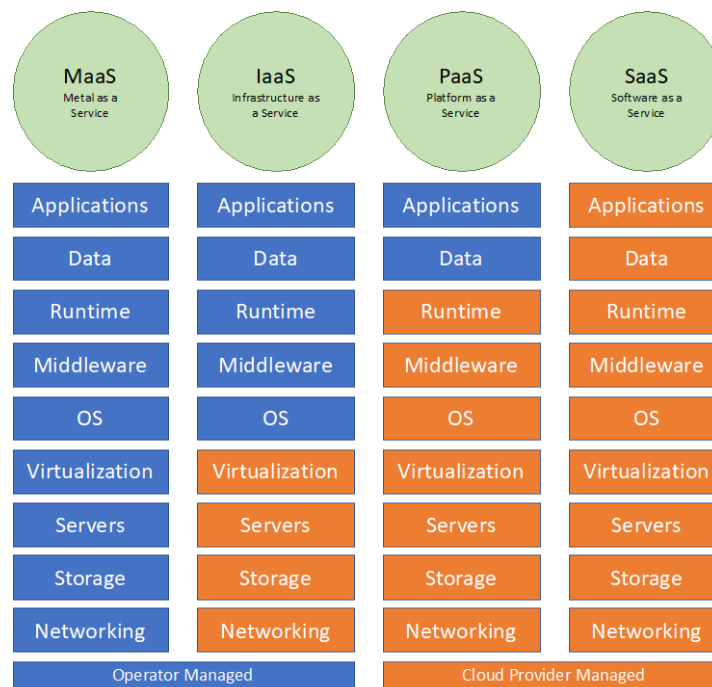 MaaS
Metal as a
Service
IaaS
Infrastructure as
a Service
PaaS
Platform as a
Service
SaaS
Software as a
Service
Applications
Applications
Applications
Applications
Data
Data
Data
Data
Runtime
Runtime
Runtime
Runtime
Middleware
Middleware
Middleware
Middleware
OS
OS
OS
OS
Virtualization
Virtualization
Virtualization
Virtualization
Servers
Servers
Servers
Servers
Storage
Storage
Storage
Storage
Networking
Networking
Networking
Networking
Operator Managed
Cloud Provider Managed